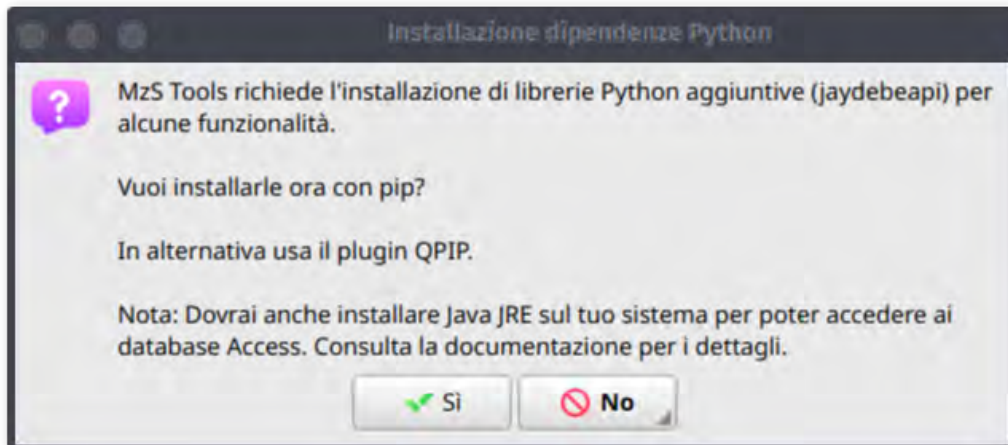 Installazione dipendenze Python
MzS Tools richiede l'installazione di librerie Python aggiuntive (jaydebeapi) per
alcune funzionalità.
Vuoi installarle ora con pip?
In alternativa usa il plugin QPIP.
Nota: Dovrai anche installare Java JRE sul tuo sistema per poter accedere ai
database Access. Consulta la documentazione per i dettagli.
Sì
No